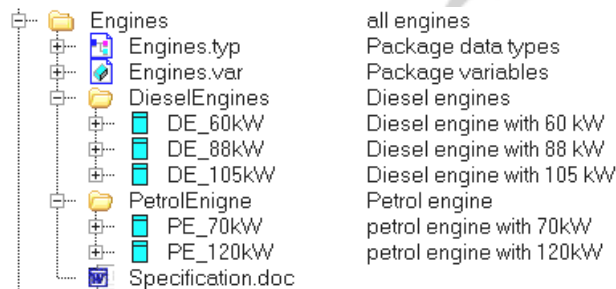 Engines all engines
Engines.typ Package data types
Engines.var Package variables
DieselEngines Diesel engines
DE_60kW Diesel engine with 60 kW
DE_88kW Diesel engine with 88 kW
DE_105kW Diesel engine with 105 kW
PetrolEnigne Petrol engine
PE_70kW petrol engine with 70kW
PE_120kW petrol engine with 120kW
Specification.doc